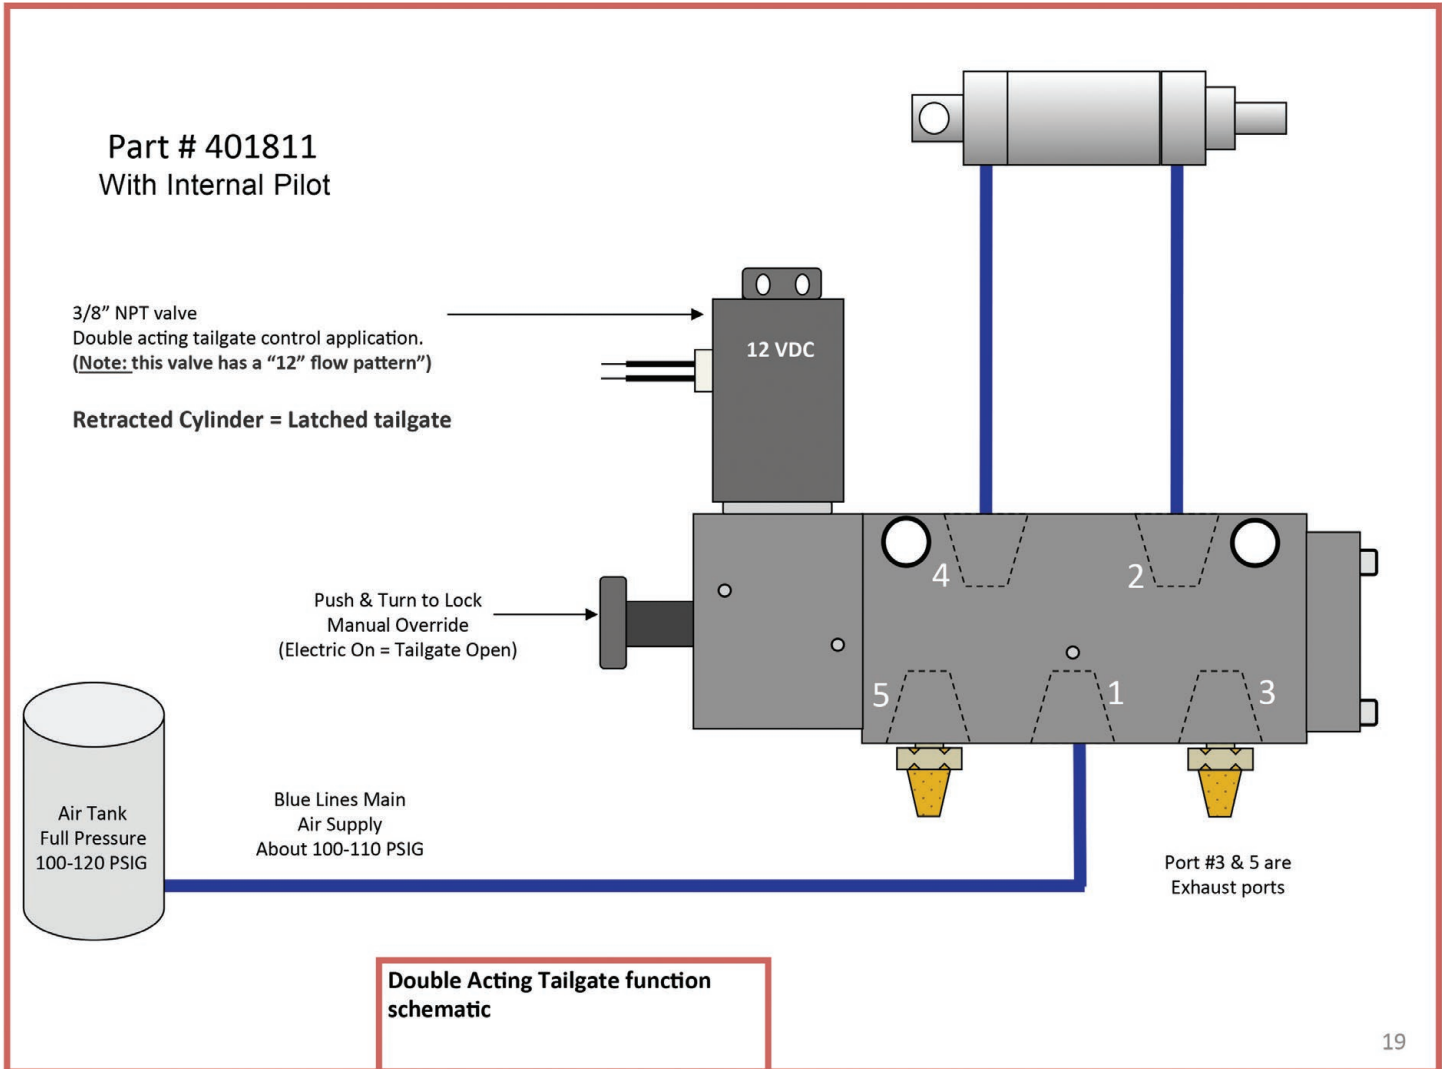 Part # 401811
With Internal Pilot
3/8” NPT valve
Double acting tailgate control application.
(Note: this valve has a “12” flow pattern”)
Retracted Cylinder = Latched tailgate
12 VDC
4
2
Push & Turn to Lock
Manual Override
(Electric On = Tailgate Open)
5
1
3
Air Tank
Full Pressure
100-120 PSIG
Blue Lines Main
Air Supply
About 100-110 PSIG
Port #3 & 5 are
Exhaust ports
Double Acting Tailgate function
schematic
19